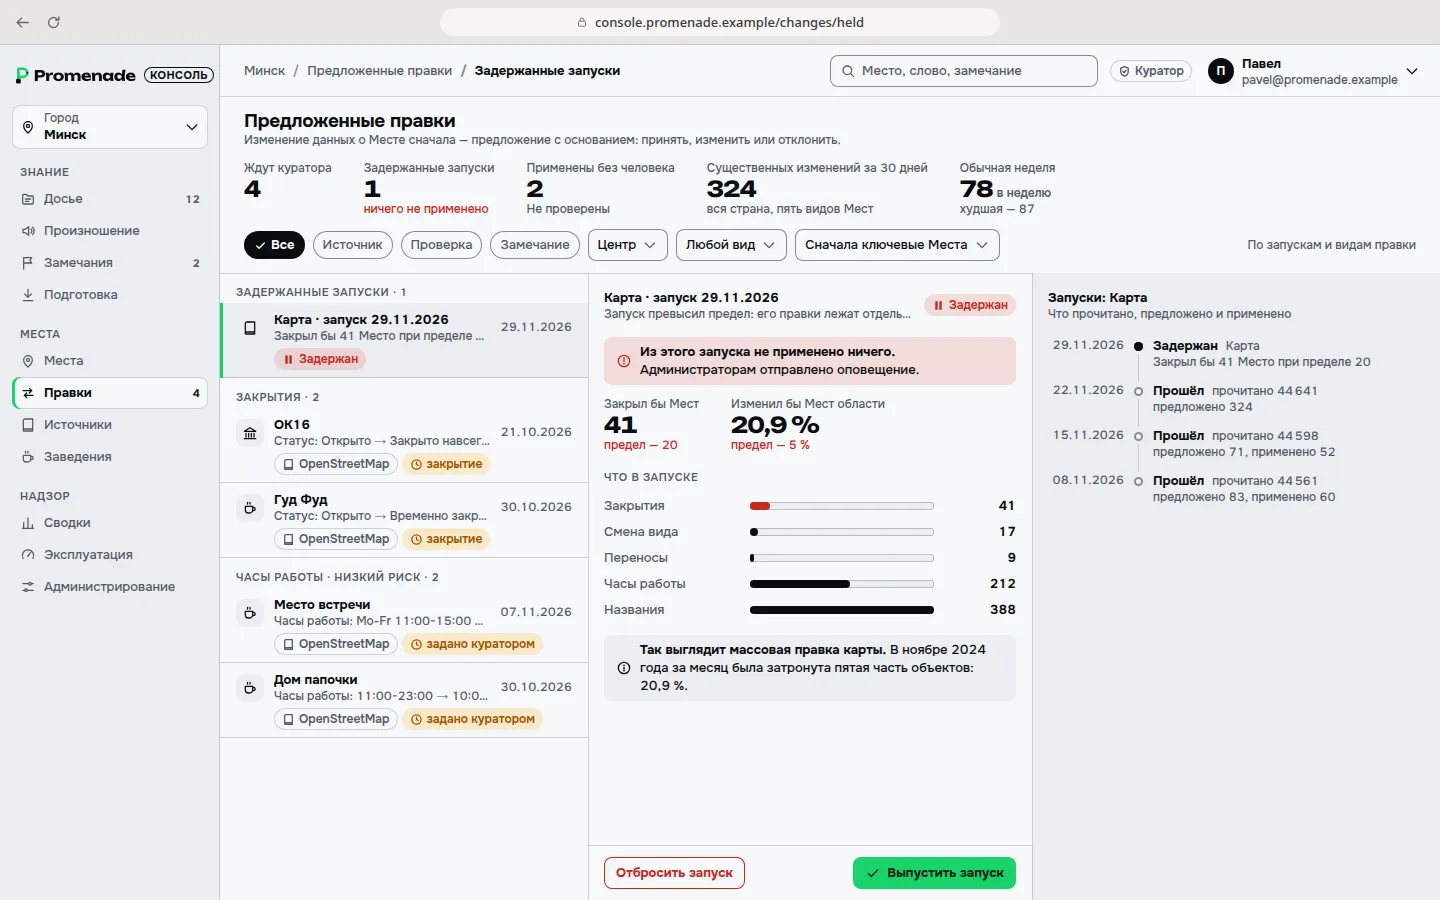 console.promenade.example/changes/held
Promenade КОНСОЛЬ
Город
Минск
ЗНАНИЕ
Досье 12
Произношение
Замечания 2
Подготовка
МЕСТА
Места
Правки 4
Источники
Заведения
НАДЗОР
Сводки
Эксплуатация
Администрирование
Минск / Предложенные правки / Задержанные запуски
Место, слово, замечание
Куратор
П
Павел
pavel@promenade.example
Предложенные правки
Изменение данных о Месте сначала — предложение с основанием: принять, изменить или отклонить.
Ждут куратора
4
Задержанные запуски
1
ничего не применено
Применены без человека
2
Не проверены
Существенных изменений за 30 дней
324
вся страна, пять видов Мест
Обычная неделя
78 в неделю
худшая — 87
Все
Источник
Проверка
Замечание
Центр
Любой вид
Сначала ключевые Места
По запускам и видам правки
ЗАДЕРЖАННЫЕ ЗАПУСКИ · 1
Карта · запуск 29.11.2026
29.11.2026
Закрыл бы 41 Место при пределе ...
Задержан
ЗАКРЫТИЯ · 2
ОК16
21.10.2026
Статус: Открыто → Закрыто навсег...
OpenStreetMap
закрытие
Гуд Фуд
30.10.2026
Статус: Открыто → Временно закр...
OpenStreetMap
закрытие
ЧАСЫ РАБОТЫ · НИЗКИЙ РИСК · 2
Место встречи
07.11.2026
Часы работы: Mo-Fr 11:00-15:00 ...
OpenStreetMap
задано куратором
Дом папочки
30.10.2026
Часы работы: 11:00-23:00 → 10:0...
OpenStreetMap
задано куратором
Карта · запуск 29.11.2026
Запуск превысил предел: его правки лежат отдель...
Задержан
Из этого запуска не применено ничего.
Администраторам отправлено оповещение.
Закрыл бы Мест
41
предел — 20
Изменил бы Мест области
20,9 %
предел — 5 %
ЧТО В ЗАПУСКЕ
Закрытия 41
Смена вида 17
Переносы 9
Часы работы 212
Названия 388
Так выглядит массовая правка карты. В ноябре 2024
года за месяц была затронута пятая часть объектов:
20,9 %.
Отбросить запуск
Выпустить запуск
Запуски: Карта
Что прочитано, предложено и применено
29.11.2026 Задержан Карта
Закрыл бы 41 Место при пределе 20
22.11.2026 Прошёл прочитано 44 641
предложено 324
15.11.2026 Прошёл прочитано 44 598
предложено 71, применено 52
08.11.2026 Прошёл прочитано 44 561
предложено 83, применено 60